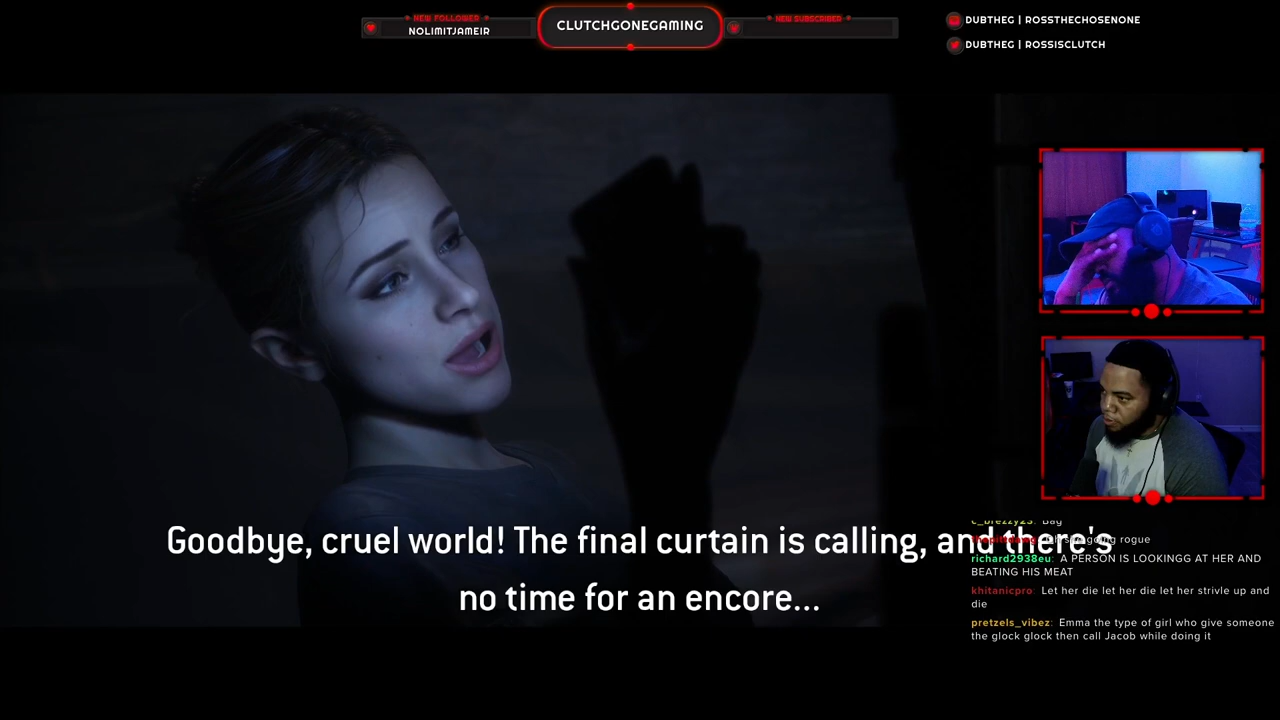 NEW FOLLOWER
NOLIMITJAMEIR
CLUTCHGONEGAMING
NEW SUBSCRIBER
DUBTHEG | ROSSTHECHOSENONE
DUBTHEG | ROSSISCLUTCH
Goodbye, cruel world! The final curtain is calling, and there's
no time for an encore...
c_brezzy23: Bag
going rogue
richard2938eu: A PERSON IS LOOKINGG AT HER AND
BEATING HIS MEAT
khitanicpro: Let her die let her die let her strivle up and
die
pretzels_vibez: Emma the type of girl who give someone
the glock glock then call Jacob while doing it